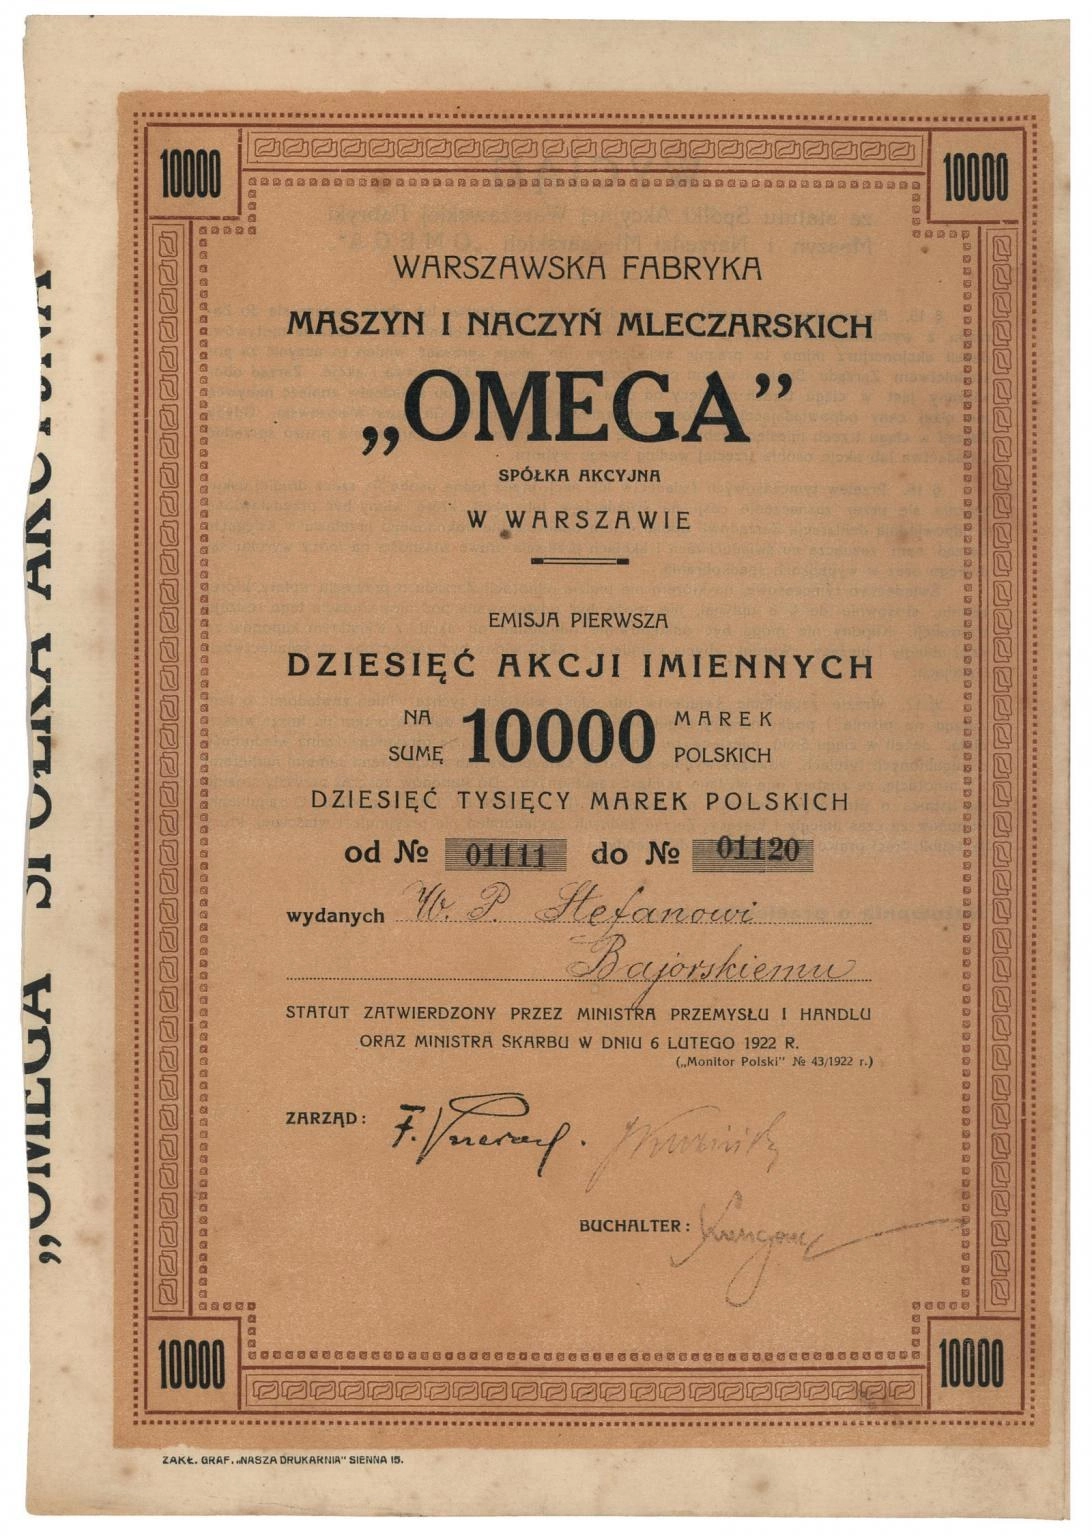 10000 10000
WARSZAWSKA FABRYKA
MASZYN I NACZYŃ MLECZARSKICH
„OMEGA”
SPÓŁKA AKCYJNA
W WARSZAWIE
EMISJA PIERWSZA
DZIESIĘĆ AKCJI IMIENNYCH
NA SUMĘ 10000 MAREK POLSKICH
DZIESIĘĆ TYSIĘCY MAREK POLSKICH
od № 01111 do № 01120
wydanych W. P. Stefanowi
Bajorskiemu
STATUT ZATWIERDZONY PRZEZ MINISTRA PRZEMYSŁU I HANDLU
ORAZ MINISTRA SKARBU W DNIU 6 LUTEGO 1922 R.
(„Monitor Polski” № 43/1922 r.)
ZARZĄD:
BUCHALTER:
10000 10000
ZAKŁ. GRAF. „NASZA DRUKARNIA” SIENNA 15.
„OMEGA” SPÓŁKA AKCYJNA